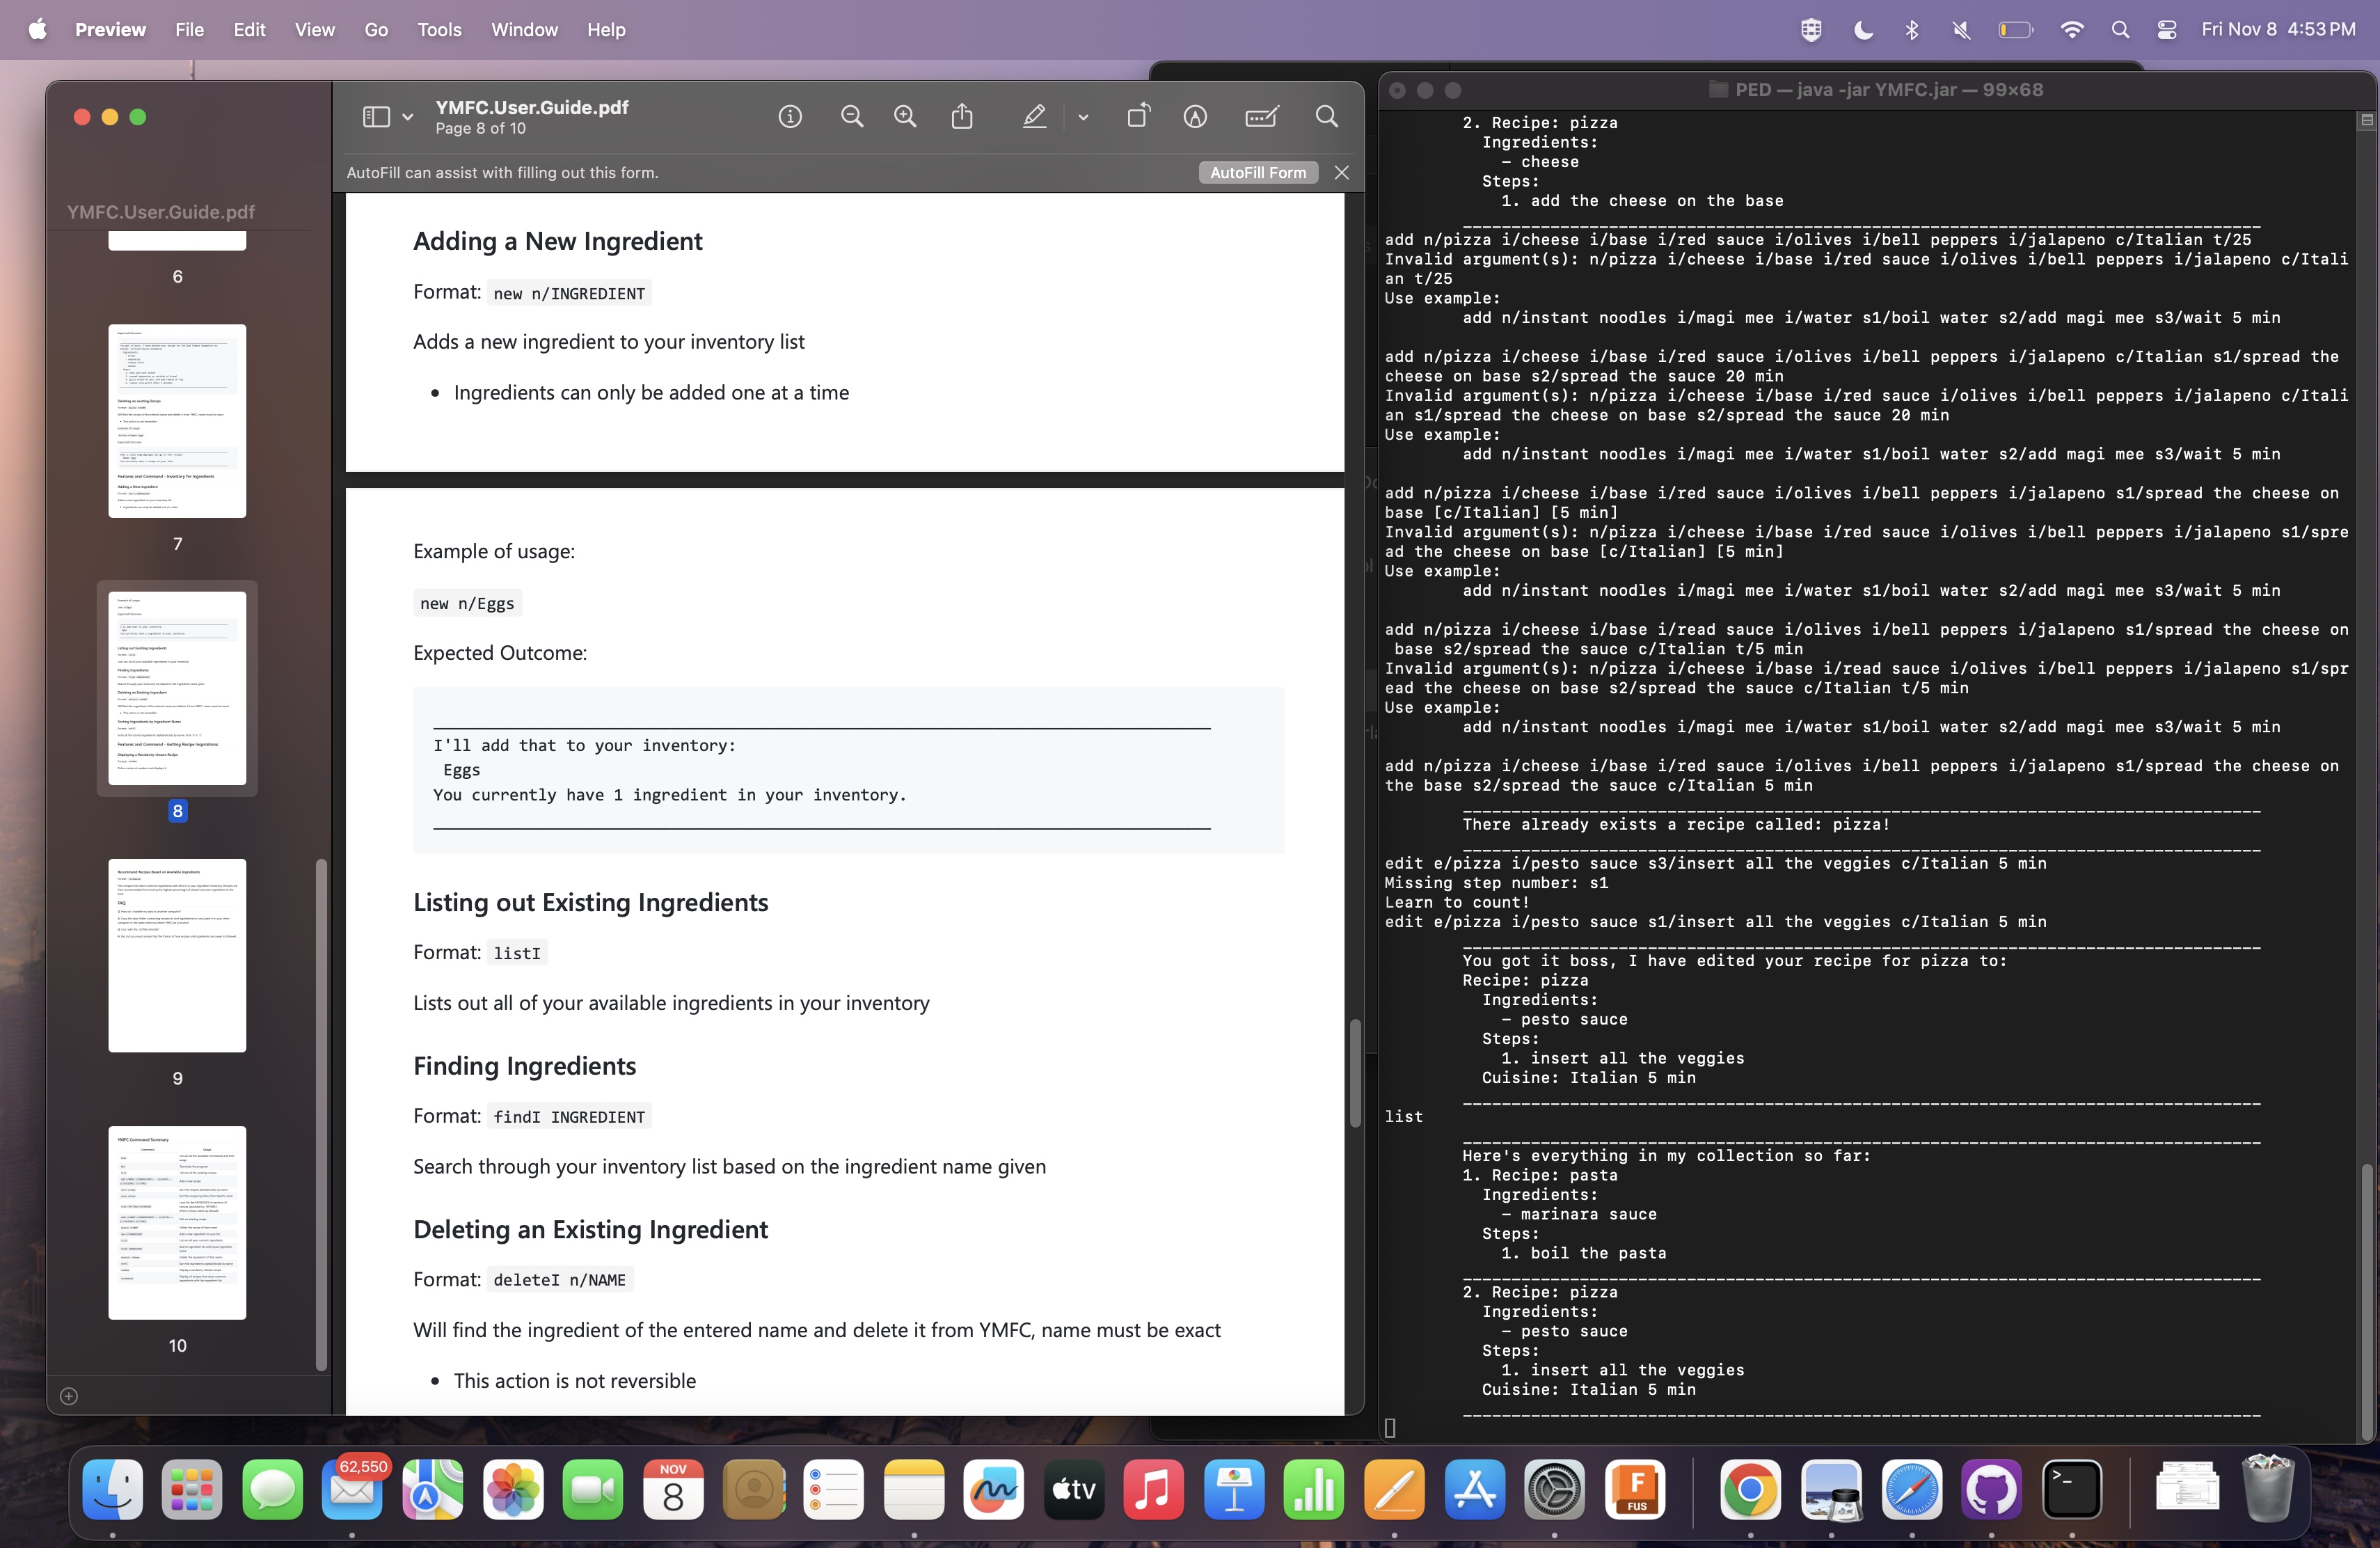 Preview File Edit View Go Tools Window Help
Fri Nov 8 4:53 PM
YMFC.User.Guide.pdf
6
7
8
9
10
YMFC.User.Guide.pdf
Page 8 of 10
AutoFill can assist with filling out this form.
AutoFill Form
Adding a New Ingredient
Format: new n/INGREDIENT
Adds a new ingredient to your inventory list
• Ingredients can only be added one at a time
Example of usage:
new n/Eggs
Expected Outcome:
I'll add that to your inventory:
Eggs
You currently have 1 ingredient in your inventory.
Listing out Existing Ingredients
Format: listI
Lists out all of your available ingredients in your inventory
Finding Ingredients
Format: findI INGREDIENT
Search through your inventory list based on the ingredient name given
Deleting an Existing Ingredient
Format: deleteI n/NAME
Will find the ingredient of the entered name and delete it from YMFC, name must be exact
• This action is not reversible
PED — java -jar YMFC.jar — 99×68
2. Recipe: pizza
Ingredients:
- cheese
Steps:
1. add the cheese on the base
add n/pizza i/cheese i/base i/red sauce i/olives i/bell peppers i/jalapeno c/Italian t/25
Invalid argument(s): n/pizza i/cheese i/base i/red sauce i/olives i/bell peppers i/jalapeno c/Itali
an t/25
Use example:
add n/instant noodles i/magi mee i/water s1/boil water s2/add magi mee s3/wait 5 min
add n/pizza i/cheese i/base i/red sauce i/olives i/bell peppers i/jalapeno c/Italian s1/spread the
cheese on base s2/spread the sauce 20 min
Invalid argument(s): n/pizza i/cheese i/base i/red sauce i/olives i/bell peppers i/jalapeno c/Itali
an s1/spread the cheese on base s2/spread the sauce 20 min
Use example:
add n/instant noodles i/magi mee i/water s1/boil water s2/add magi mee s3/wait 5 min
add n/pizza i/cheese i/base i/red sauce i/olives i/bell peppers i/jalapeno s1/spread the cheese on
base [c/Italian] [5 min]
Invalid argument(s): n/pizza i/cheese i/base i/red sauce i/olives i/bell peppers i/jalapeno s1/spre
ad the cheese on base [c/Italian] [5 min]
Use example:
add n/instant noodles i/magi mee i/water s1/boil water s2/add magi mee s3/wait 5 min
add n/pizza i/cheese i/base i/read sauce i/olives i/bell peppers i/jalapeno s1/spread the cheese on
base s2/spread the sauce c/Italian t/5 min
Invalid argument(s): n/pizza i/cheese i/base i/read sauce i/olives i/bell peppers i/jalapeno s1/spr
ead the cheese on base s2/spread the sauce c/Italian t/5 min
Use example:
add n/instant noodles i/magi mee i/water s1/boil water s2/add magi mee s3/wait 5 min
add n/pizza i/cheese i/base i/red sauce i/olives i/bell peppers i/jalapeno s1/spread the cheese on
the base s2/spread the sauce c/Italian 5 min
There already exists a recipe called: pizza!
edit e/pizza i/pesto sauce s3/insert all the veggies c/Italian 5 min
Missing step number: s1
Learn to count!
edit e/pizza i/pesto sauce s1/insert all the veggies c/Italian 5 min
You got it boss, I have edited your recipe for pizza to:
Recipe: pizza
Ingredients:
- pesto sauce
Steps:
1. insert all the veggies
Cuisine: Italian 5 min
list
Here's everything in my collection so far:
1. Recipe: pasta
Ingredients:
- marinara sauce
Steps:
1. boil the pasta
2. Recipe: pizza
Ingredients:
- pesto sauce
Steps:
1. insert all the veggies
Cuisine: Italian 5 min
62,550
NOV
8
tv
F
FUS
>_